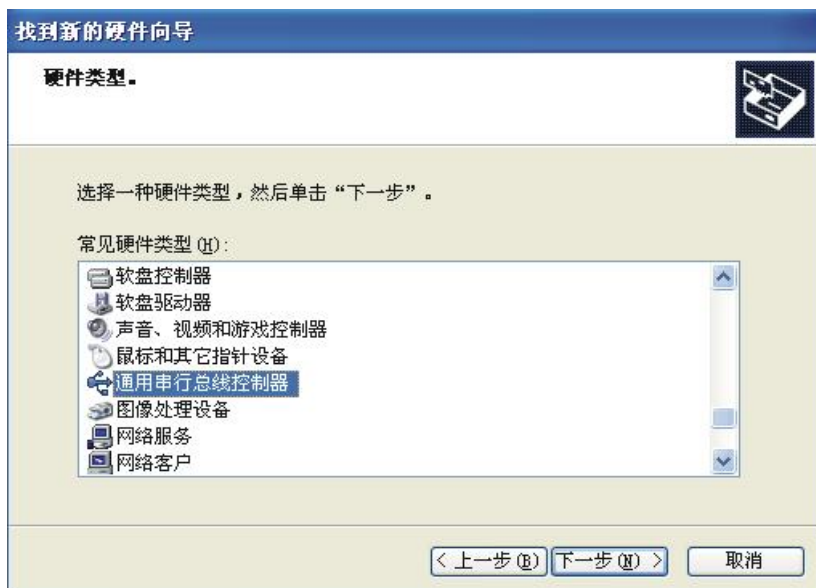 找到新的硬件向导
硬件类型。
选择一种硬件类型，然后单击“下一步”。
常见硬件类型(H):
软盘控制器
软盘驱动器
声音、视频和游戏控制器
鼠标和其它指针设备
通用串行总线控制器
图像处理设备
网络服务
网络客户
< 上一步(B) 下一步(N) > 取消